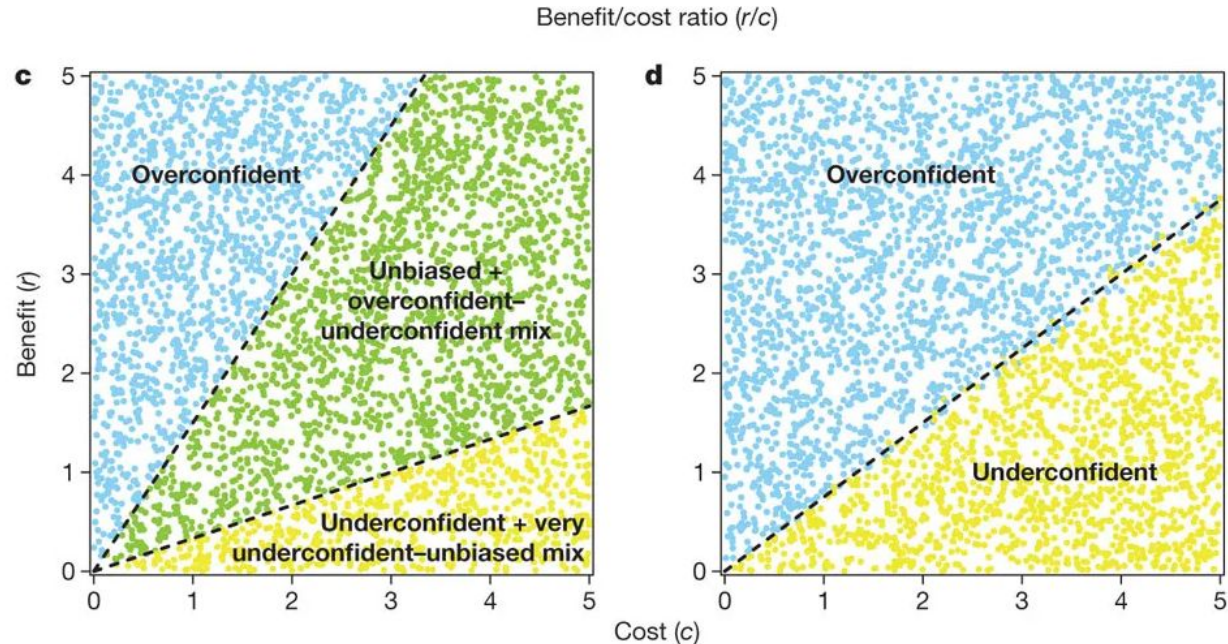 Benefit/cost ratio (r/c)
c
d
5
4
3
2
1
0
Benefit (r)
Overconfident
Unbiased +
overconfident–
underconfident mix
Underconfident + very
underconfident–unbiased mix
0 1 2 3 4 5
5
4
3
2
1
0
Overconfident
Underconfident
0 1 2 3 4 5
Cost (c)